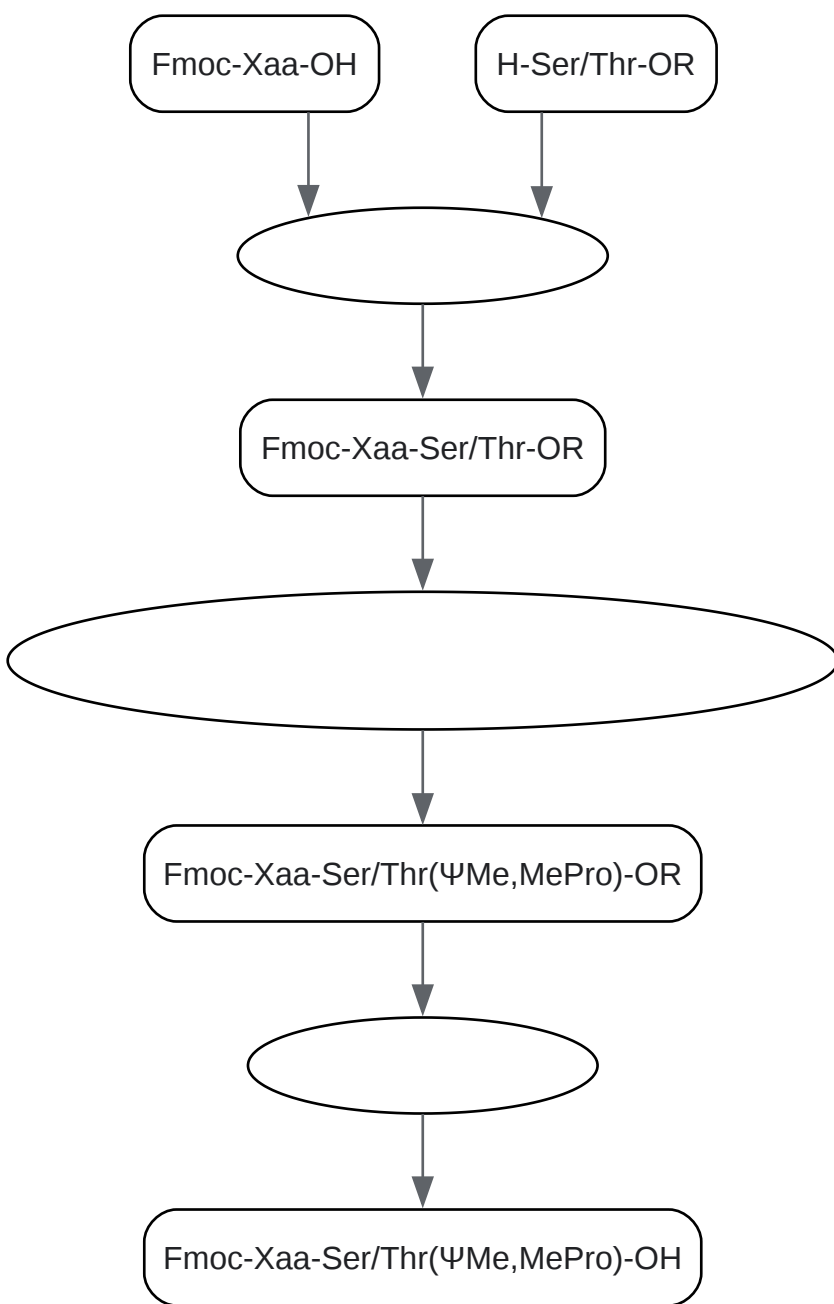 Fmoc-Xaa-OH
H-Ser/Thr-OR
Fmoc-Xaa-Ser/Thr-OR
Fmoc-Xaa-Ser/Thr(ΨMe,MePro)-OR
Fmoc-Xaa-Ser/Thr(ΨMe,MePro)-OH